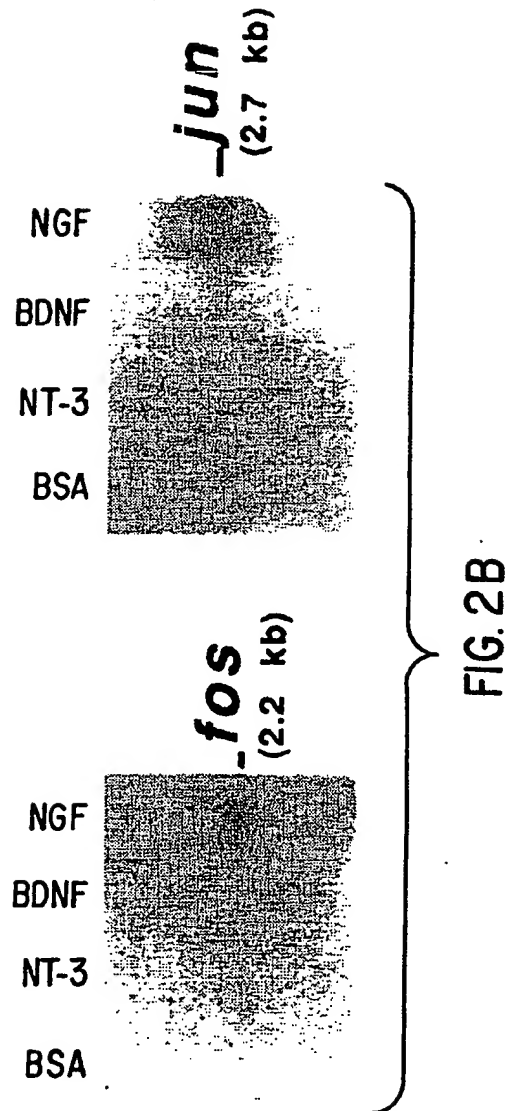 BSA NT-3 BDNF NGF
-fos
(2.2 kb)
BSA NT-3 BDNF NGF
-jun
(2.7 kb)
FIG. 2B